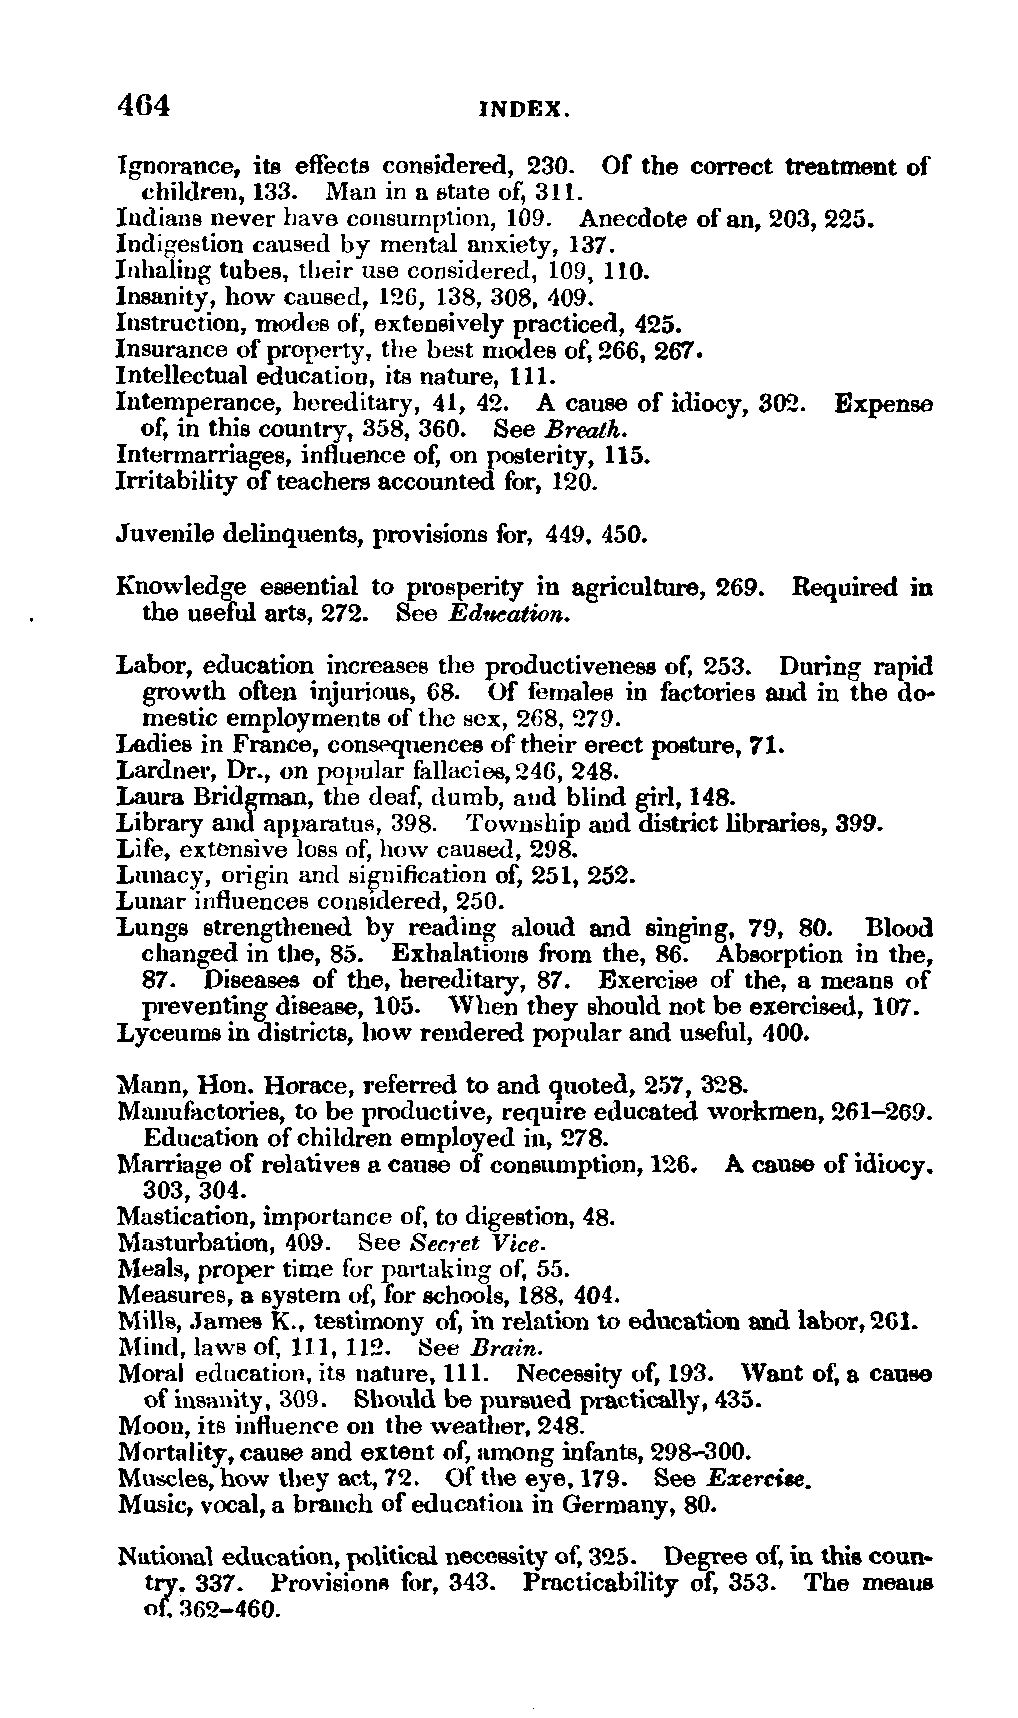 464 INDEX.
Ignorance, its effects considered, 230. Of the correct treatment of
children, 133. Man in a state of, 311.
Indians never have consumption, 109. Anecdote of an, 203, 225.
Indigestion caused by mental anxiety, 137.
Inhaling tubes, their use considered, 109, 110.
Insanity, how caused, 126, 138, 308, 409.
Instruction, modes of, extensively practiced, 425.
Insurance of property, the best modes of, 266, 267.
Intellectual education, its nature, 111.
Intemperance, hereditary, 41, 42. A cause of idiocy, 302. Expense
of, in this country, 358, 360. See Breath.
Intermarriages, influence of, on posterity, 115.
Irritability of teachers accounted for, 120.
Juvenile delinquents, provisions for, 449, 450.
Knowledge essential to prosperity in agriculture, 269. Required in
the useful arts, 272. See Education.
Labor, education increases the productiveness of, 253. During rapid
growth often injurious, 68. Of females in factories and in the do-
mestic employments of the sex, 268, 279.
Ladies in France, consequences of their erect posture, 71.
Lardner, Dr., on popular fallacies, 246, 248.
Laura Bridgman, the deaf, dumb, and blind girl, 148.
Library and apparatus, 398. Township and district libraries, 399.
Life, extensive loss of, how caused, 298.
Lunacy, origin and signification of, 251, 252.
Lunar influences considered, 250.
Lungs strengthened by reading aloud and singing, 79, 80. Blood
changed in the, 85. Exhalations from the, 86. Absorption in the,
87. Diseases of the, hereditary, 87. Exercise of the, a means of
preventing disease, 105. When they should not be exercised, 107.
Lyceums in districts, how rendered popular and useful, 400.
Mann, Hon. Horace, referred to and quoted, 257, 328.
Manufactories, to be productive, require educated workmen, 261–269.
Education of children employed in, 278.
Marriage of relatives a cause of consumption, 126. A cause of idiocy,
303, 304.
Mastication, importance of, to digestion, 48.
Masturbation, 409. See Secret Vice.
Meals, proper time for partaking of, 55.
Measures, a system of, for schools, 188, 404.
Mills, James K., testimony of, in relation to education and labor, 261.
Mind, laws of, 111, 112. See Brain.
Moral education, its nature, 111. Necessity of, 193. Want of, a cause
of insanity, 309. Should be pursued practically, 435.
Moon, its influence on the weather, 248.
Mortality, cause and extent of, among infants, 298–300.
Muscles, how they act, 72. Of the eye, 179. See Exercise.
Music, vocal, a branch of education in Germany, 80.
National education, political necessity of, 325. Degree of, in this coun-
try, 337. Provisions for, 343. Practicability of, 353. The means
of, 362–460.